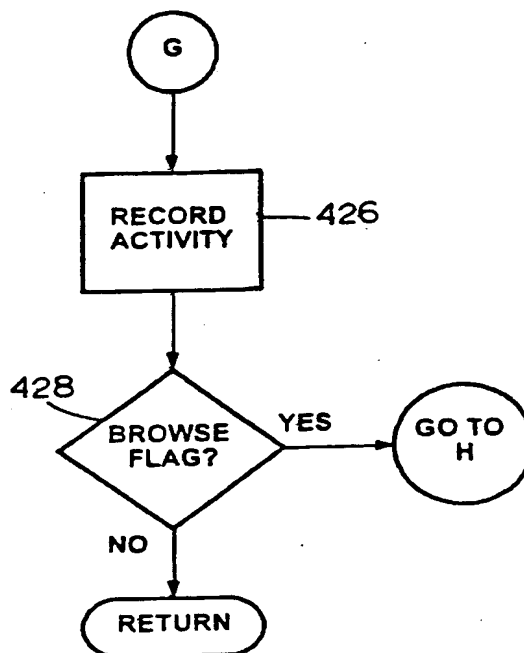 G
RECORD
ACTIVITY
426
428
BROWSE
FLAG?
YES
GO TO
H
NO
RETURN